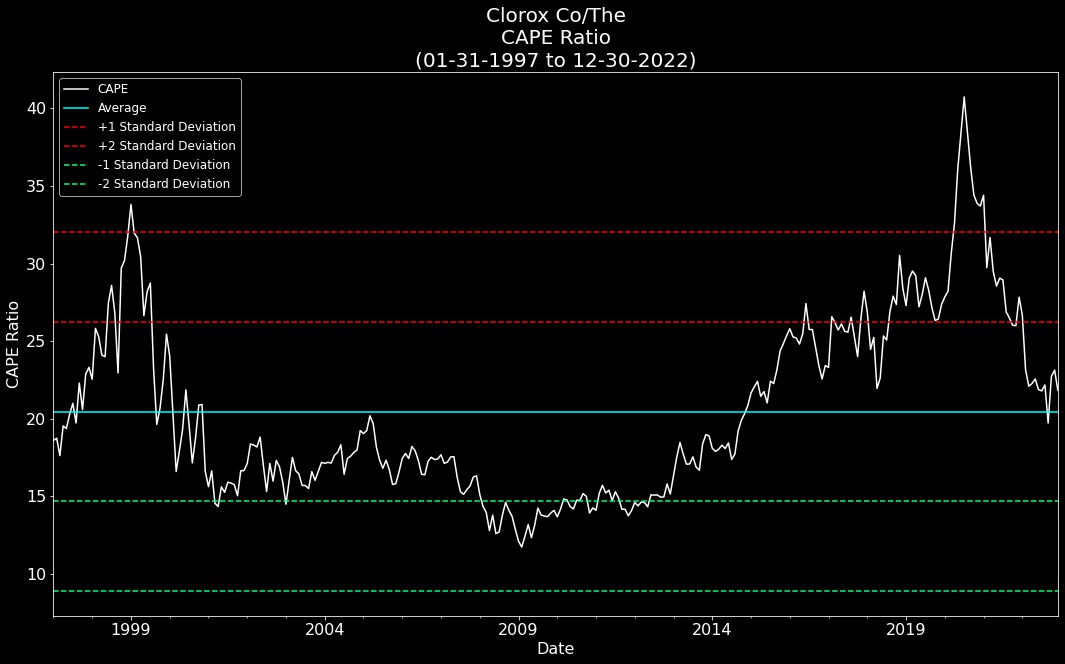 Clorox Co/The
CAPE Ratio
(01-31-1997 to 12-30-2022)
CAPE
Average
+1 Standard Deviation
+2 Standard Deviation
-1 Standard Deviation
-2 Standard Deviation
40
35
30
25
20
15
10
CAPE Ratio
1999
2004
2009
2014
2019
Date